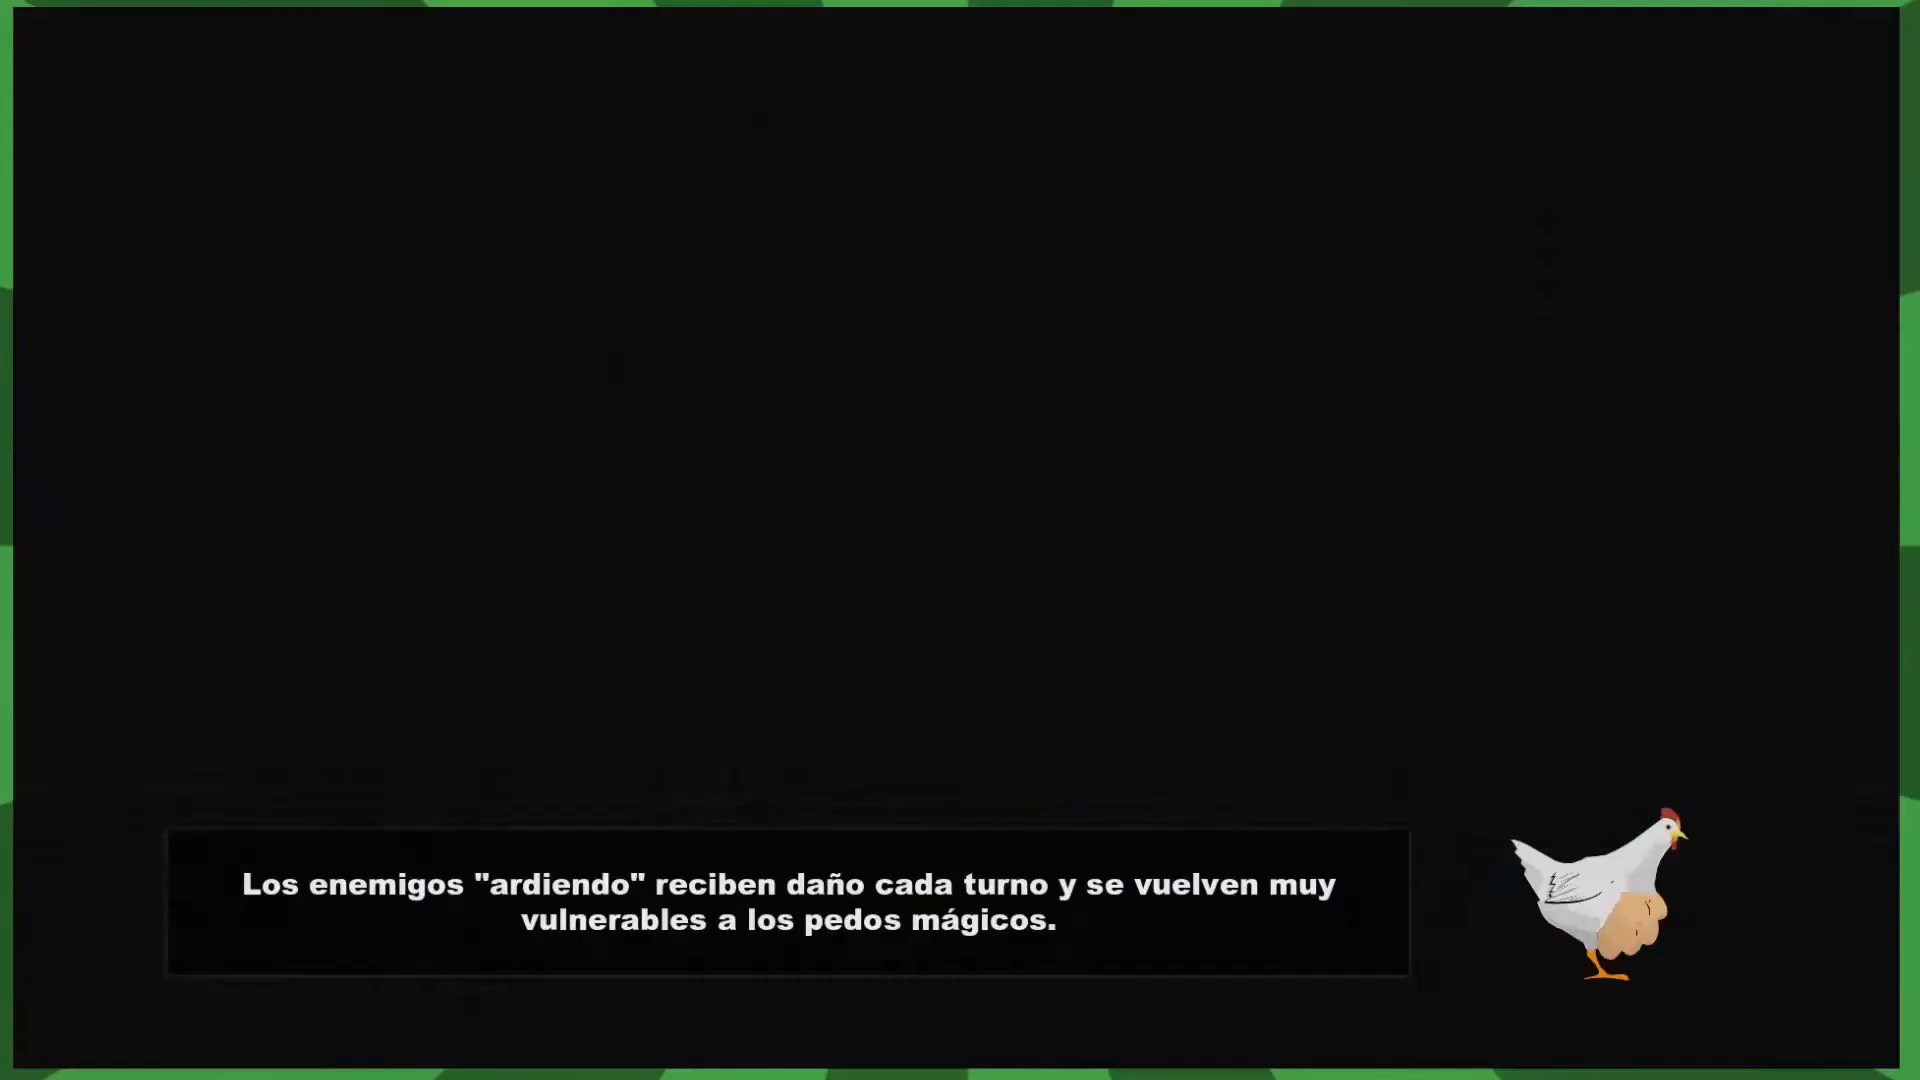 Los enemigos "ardiendo" reciben daño cada turno y se vuelven muy
vulnerables a los pedos mágicos.